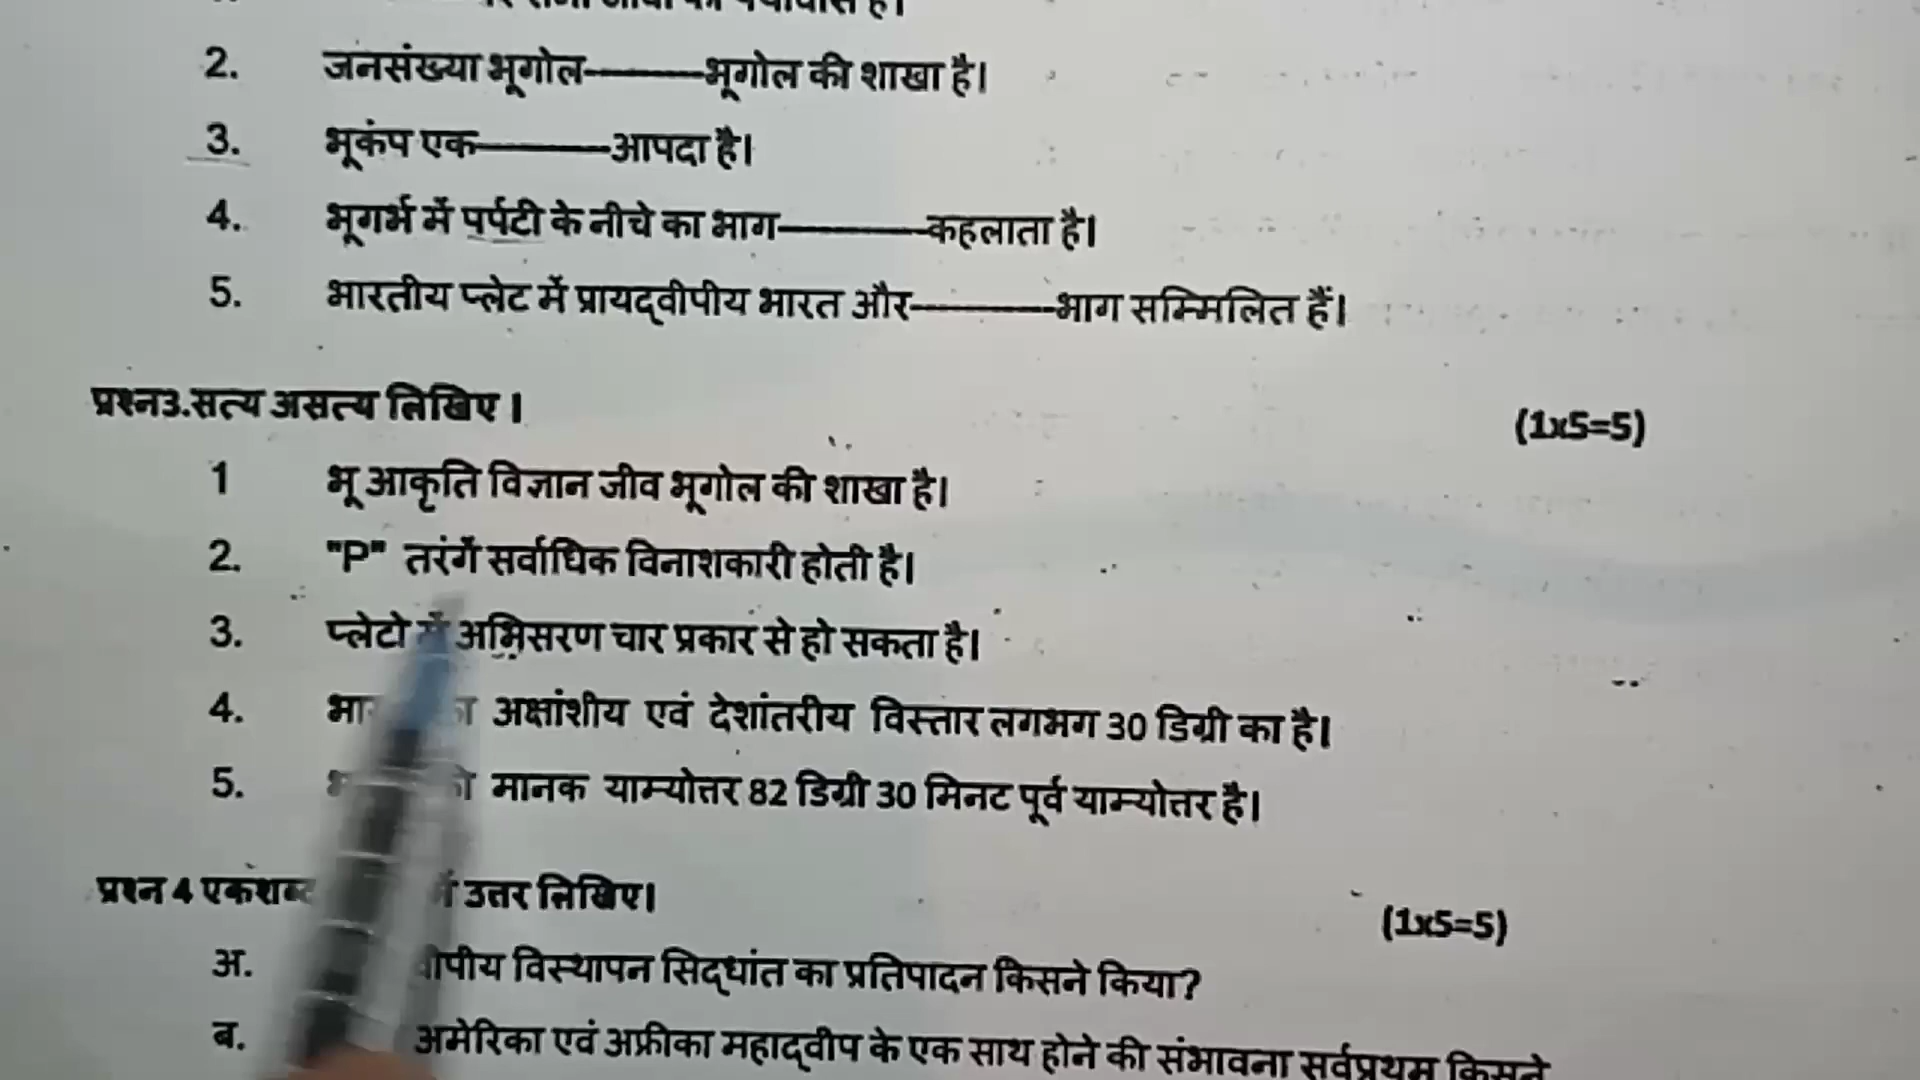 जीवों का पर्यावास है।
2. जनसंख्या भूगोल———भूगोल की शाखा है।
3. भूकंप एक———आपदा है।
4. भूगर्भ में पर्पटी के नीचे का भाग———कहलाता है।
5. भारतीय प्लेट में प्रायद्वीपीय भारत और———भाग सम्मिलित हैं।
प्रश्न3.सत्य असत्य लिखिए । (1x5=5)
1 भू आकृति विज्ञान जीव भूगोल की शाखा है।
2. "P" तरंगें सर्वाधिक विनाशकारी होती है।
3. प्लेटो में अभिसरण चार प्रकार से हो सकता है।
4. अक्षांशीय एवं देशांतरीय विस्तार लगभग 30 डिग्री का है।
5. मानक याम्योत्तर 82 डिग्री 30 मिनट पूर्व याम्योत्तर है।
प्रश्न 4 एकशब्द में उत्तर लिखिए। (1x5=5)
अ. विस्थापन सिद्धांत का प्रतिपादन किसने किया?
ब. अमेरिका एवं अफ्रीका महाद्वीप के एक साथ होने की संभावना सर्वप्रथम किसने